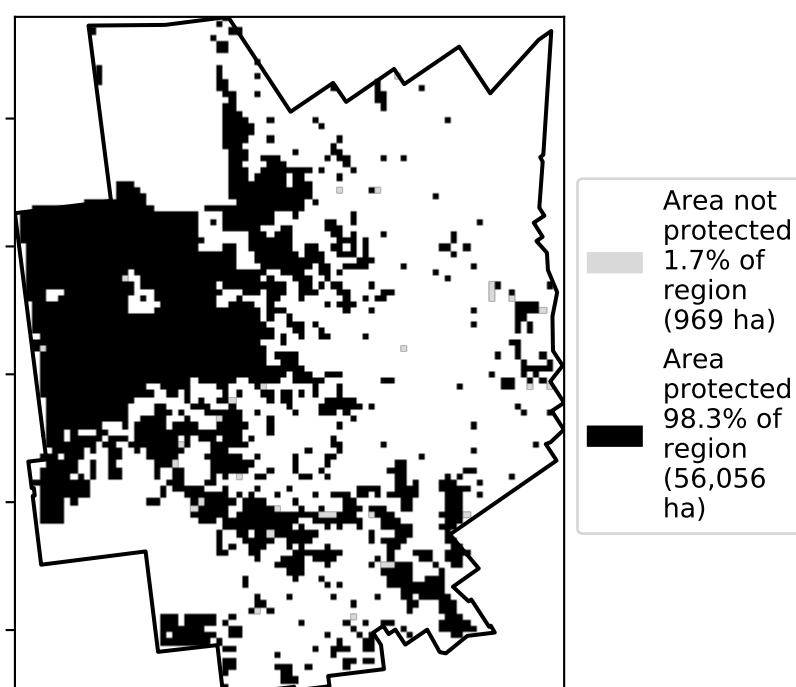 Area not
protected
1.7% of
region
(969 ha)
Area
protected
98.3% of
region
(56,056
ha)